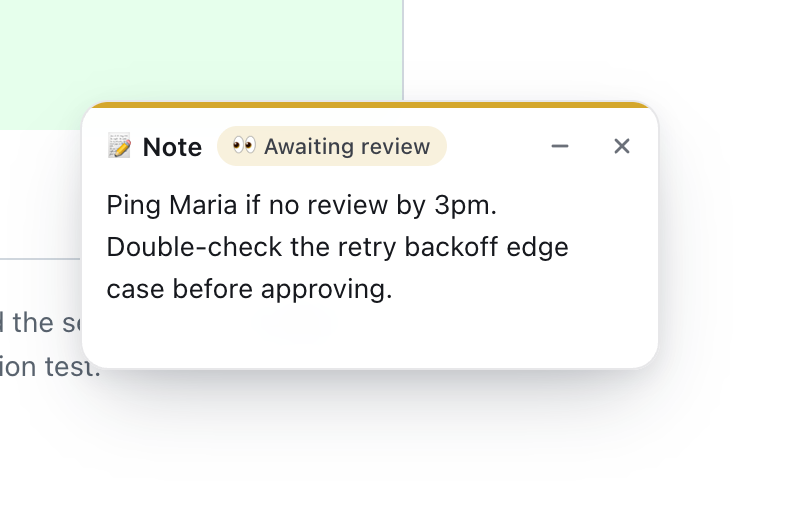 Note
👀 Awaiting review
Ping Maria if no review by 3pm.
Double-check the retry backoff edge
case before approving.
the
test.